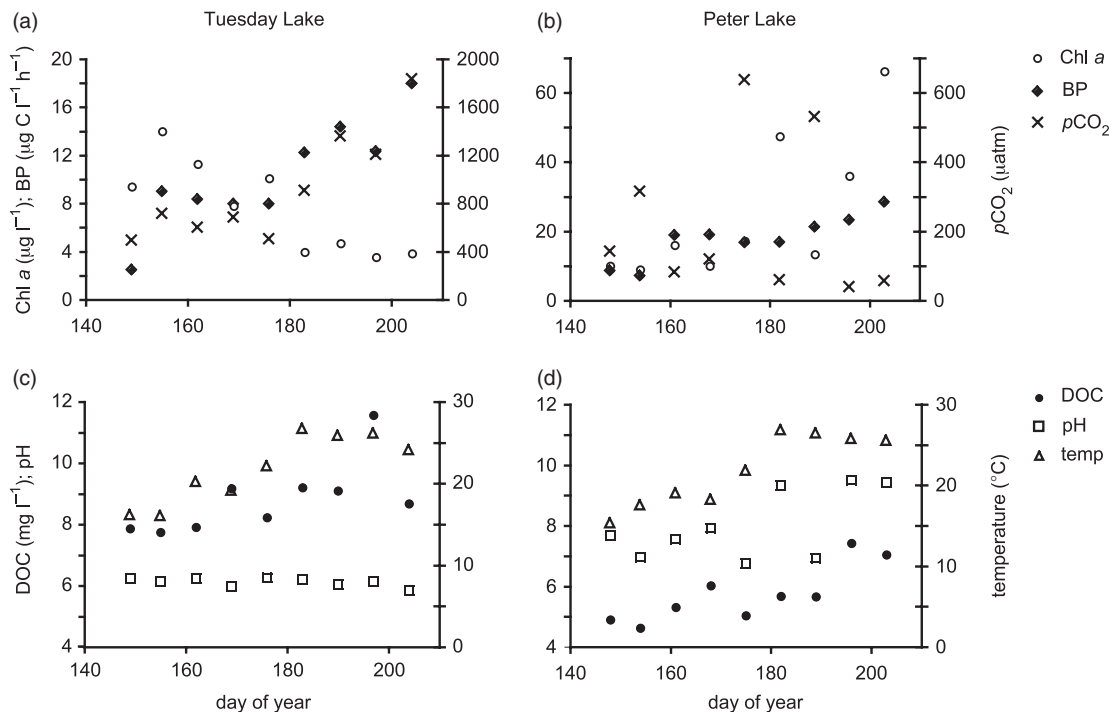 (a) Tuesday Lake
(b) Peter Lake
Chl a (µg l⁻¹); BP (µg C l⁻¹ h⁻¹)
20
16
12
8
4
0
2000
1600
1200
800
400
0
140 160 180 200
60
40
20
0
600
400
200
0
140 160 180 200
pCO₂ (µatm)
Chl a
BP
pCO₂
(c)
(d)
DOC (mg l⁻¹); pH
12
10
8
6
4
30
20
10
0
140 160 180 200
day of year
12
10
8
6
4
30
20
10
0
140 160 180 200
day of year
temperature (°C)
DOC
pH
temp